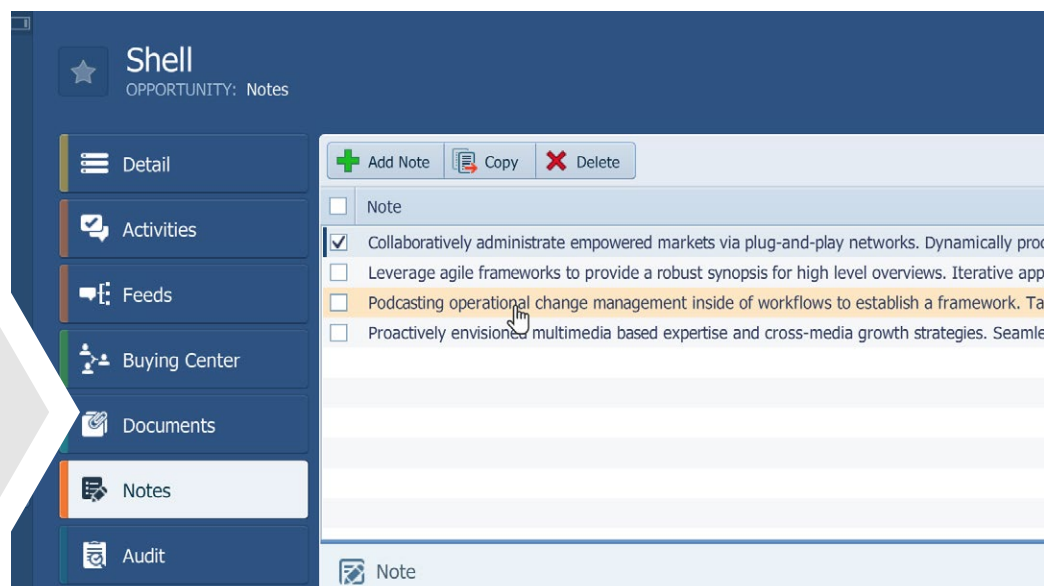 Shell
OPPORTUNITY: Notes
Detail
Activities
Feeds
Buying Center
Documents
Notes
Audit
Add Note Copy Delete
Note
Collaboratively administrate empowered markets via plug-and-play networks. Dynamically proc
Leverage agile frameworks to provide a robust synopsis for high level overviews. Iterative app
Podcasting operational change management inside of workflows to establish a framework. Ta
Proactively envisioned multimedia based expertise and cross-media growth strategies. Seamle
Note